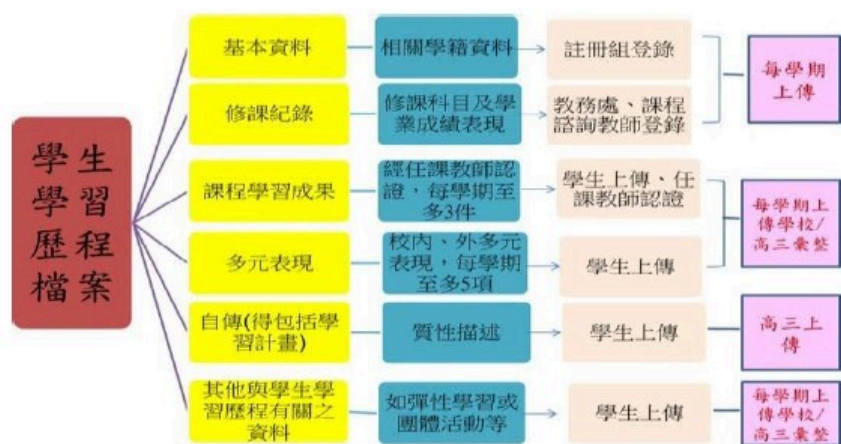 學生
學習
歷程
檔案
基本資料
相關學籍資料
註冊組登錄
每學期
上傳
修課紀錄
修課科目及學
業成績表現
教務處、課程
諮詢教師登錄
課程學習成果
經任課教師認
證，每學期至
多3件
學生上傳、任
課教師認證
每學期上
傳學校/
高三彙整
多元表現
校內、外多元
表現，每學期
至多5項
學生上傳
自傳(得包括學
習計畫)
質性描述
學生上傳
高三上
傳
其他與學生學
習歷程有關之
資料
如彈性學習或
團體活動等
學生上傳
每學期上
傳學校/
高三彙整